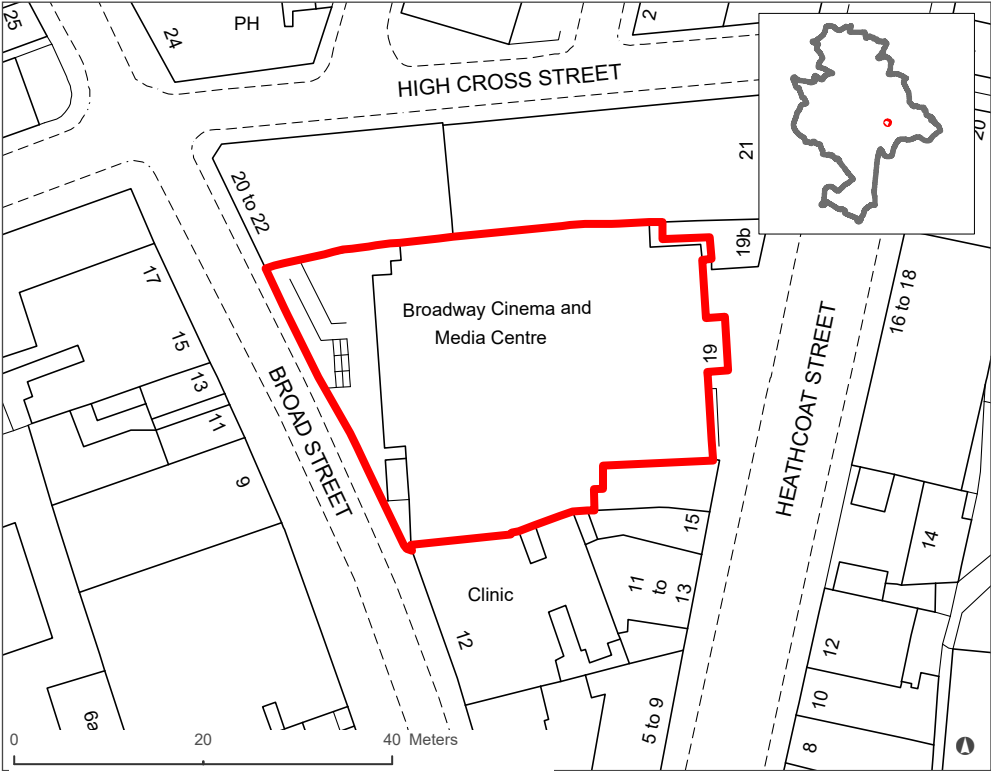 25
24
PH
2
HIGH CROSS STREET
20
21
20 to 22
19b
17
Broadway Cinema and
Media Centre
16 to 18
15
19
13
BROAD STREET
HEATHCOAT STREET
11
9
15
14
Clinic
11
to
13
12
12
10
6a
5 to 9
8
0 20 40 Meters